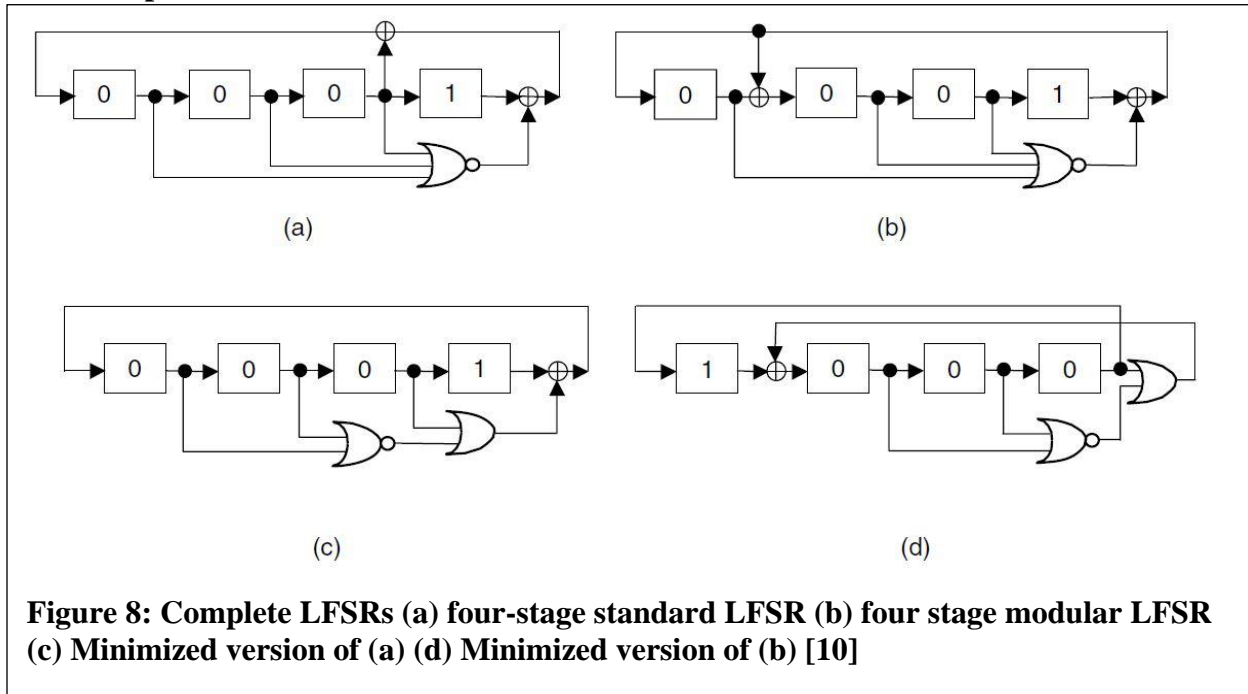 0 0 0 1
(a)
0 0 0 1
(b)
0 0 0 1
(c)
1 0 0 0
(d)
Figure 8: Complete LFSRs (a) four-stage standard LFSR (b) four stage modular LFSR
(c) Minimized version of (a) (d) Minimized version of (b) [10]